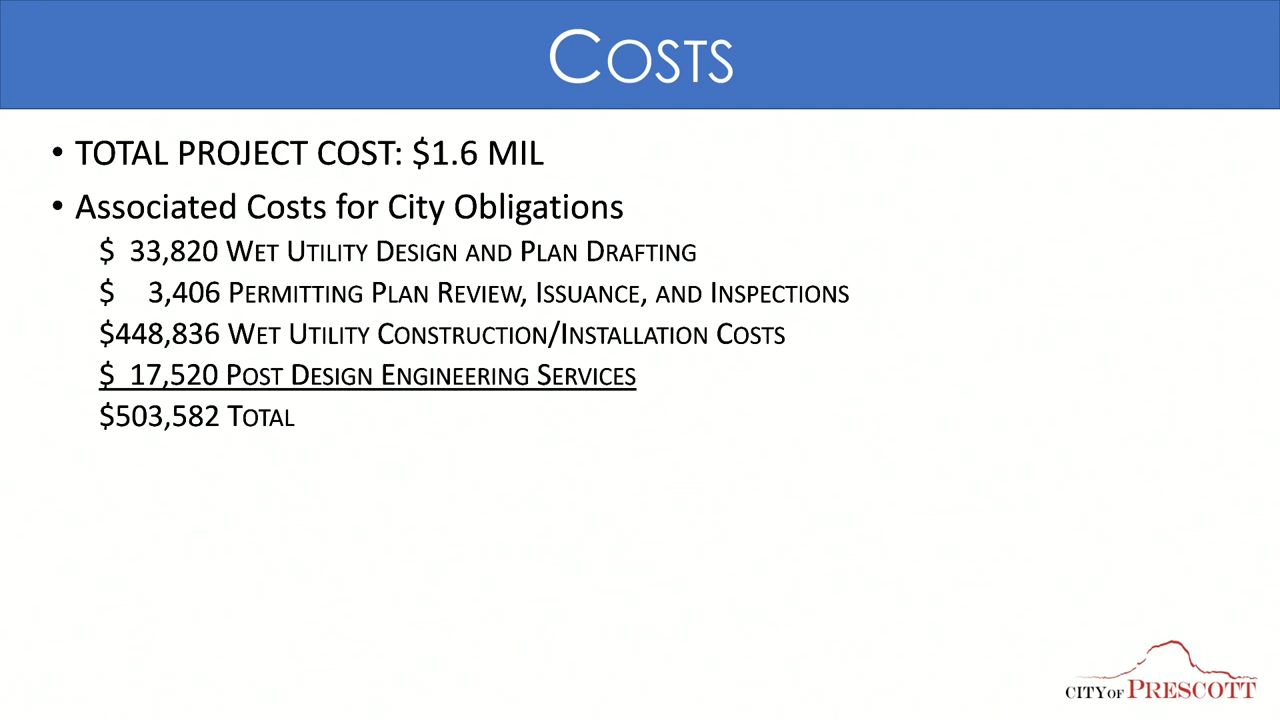 COSTS
• TOTAL PROJECT COST: $1.6 MIL
• Associated Costs for City Obligations
$ 33,820 WET UTILITY DESIGN AND PLAN DRAFTING
$ 3,406 PERMITTING PLAN REVIEW, ISSUANCE, AND INSPECTIONS
$448,836 WET UTILITY CONSTRUCTION/INSTALLATION COSTS
$ 17,520 POST DESIGN ENGINEERING SERVICES
$503,582 TOTAL
CITY OF PRESCOTT